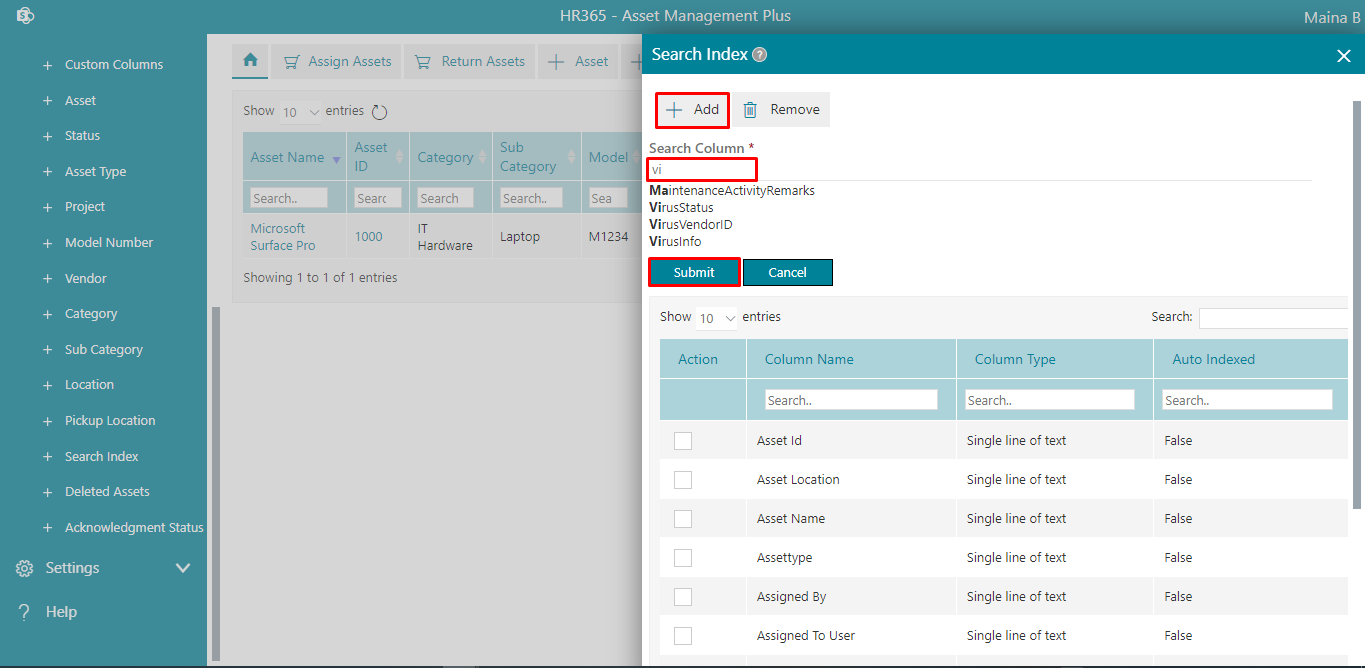 HR365 - Asset Management Plus
Maina B
+ Custom Columns
+ Asset
+ Status
+ Asset Type
+ Project
+ Model Number
+ Vendor
+ Category
+ Sub Category
+ Location
+ Pickup Location
+ Search Index
+ Deleted Assets
+ Acknowledgment Status
Settings
? Help
Assign Assets
Return Assets
+ Asset
+
Show 10 entries
Asset Name
Asset ID
Category
Sub Category
Model
Search..
Searc
Search
Search..
Sea
Microsoft Surface Pro
1000
IT Hardware
Laptop
M1234
Showing 1 to 1 of 1 entries
Search Index ?
+ Add
Remove
Search Column *
vi
MaintenanceActivityRemarks
VirusStatus
VirusVendorID
VirusInfo
Submit
Cancel
Show 10 entries
Search:
Action Column Name Column Type Auto Indexed
Search.. Search.. Search..
Asset Id Single line of text False
Asset Location Single line of text False
Asset Name Single line of text False
Assettype Single line of text False
Assigned By Single line of text False
Assigned To User Single line of text False